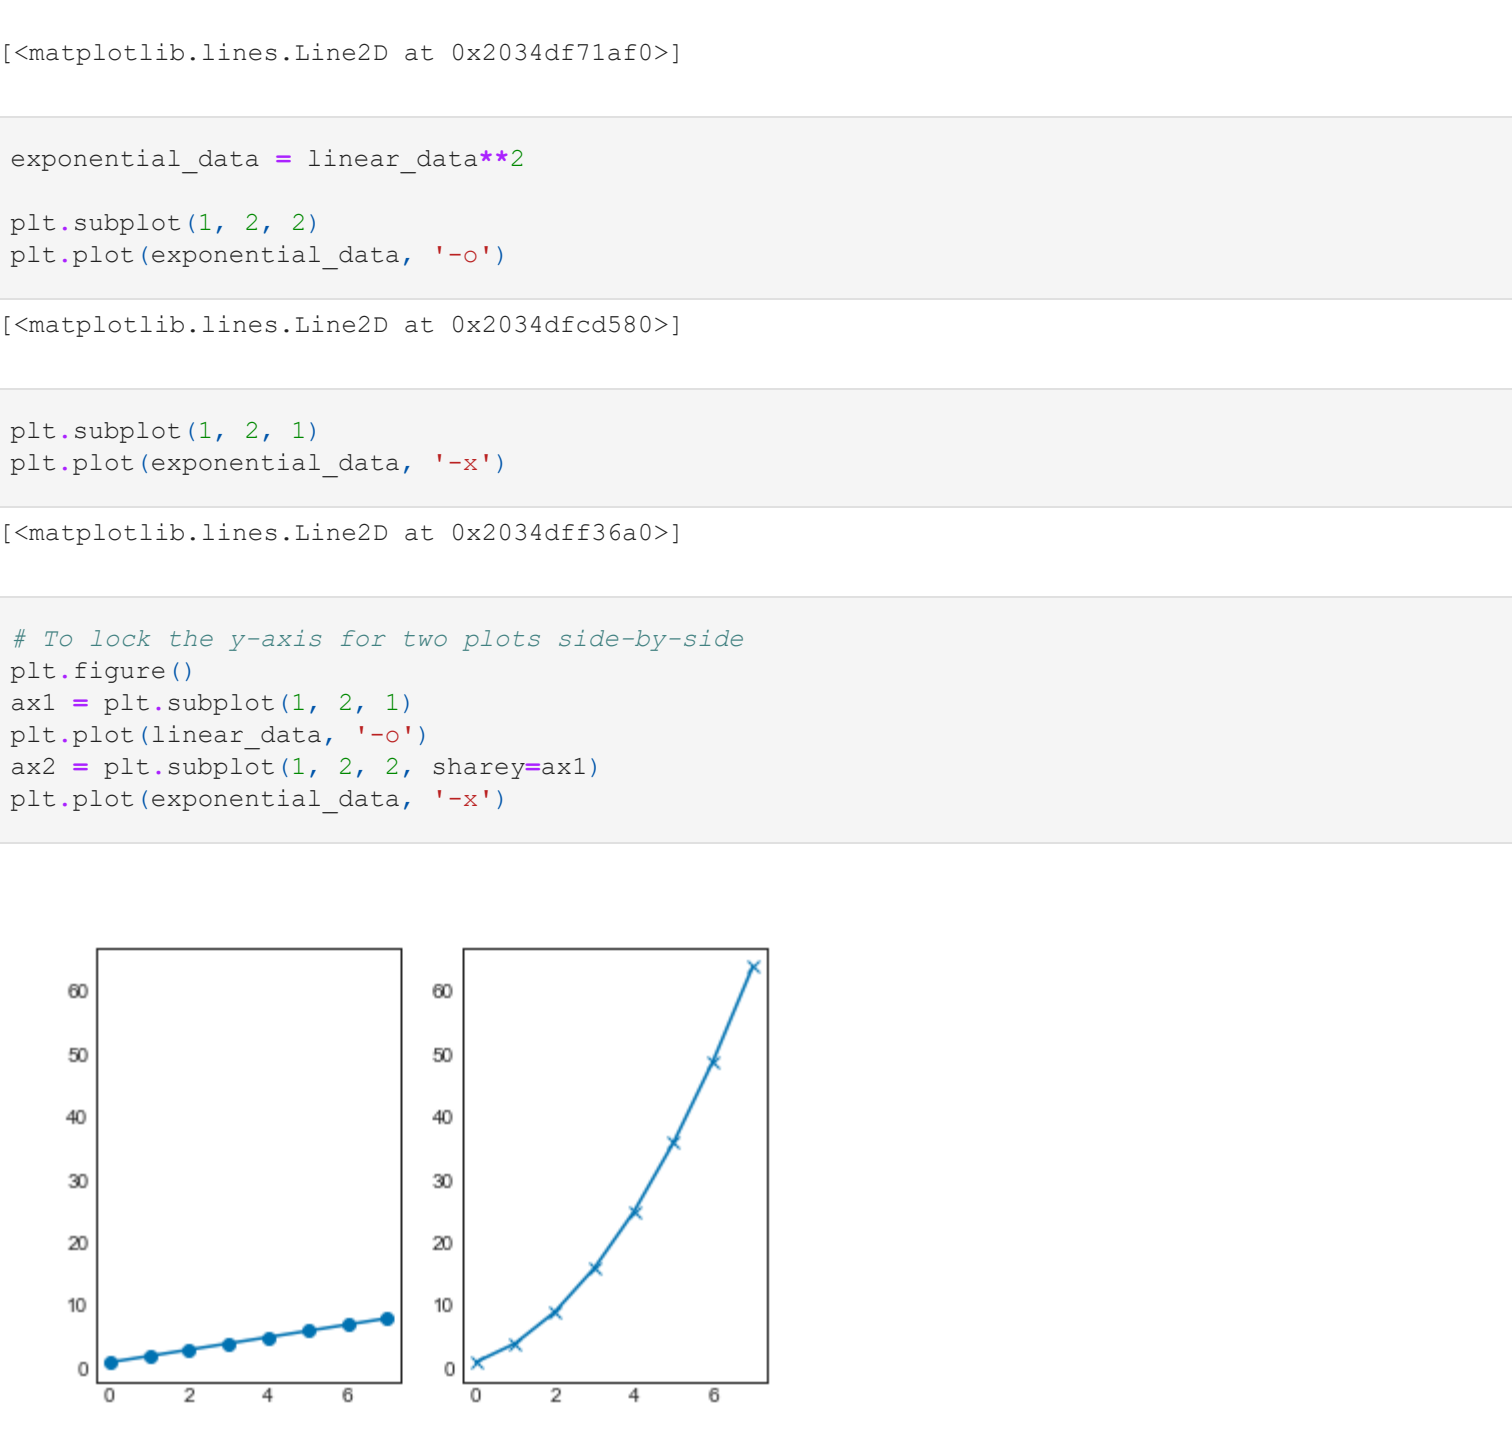 [<matplotlib.lines.Line2D at 0x2034df71af0>]
exponential_data = linear_data**2
plt.subplot(1, 2, 2)
plt.plot(exponential_data, '-o')
[<matplotlib.lines.Line2D at 0x2034dfcd580>]
plt.subplot(1, 2, 1)
plt.plot(exponential_data, '-x')
[<matplotlib.lines.Line2D at 0x2034dff36a0>]
# To lock the y-axis for two plots side-by-side
plt.figure()
ax1 = plt.subplot(1, 2, 1)
plt.plot(linear_data, '-o')
ax2 = plt.subplot(1, 2, 2, sharey=ax1)
plt.plot(exponential_data, '-x')
60
50
40
30
20
10
0
0 2 4 6
60
50
40
30
20
10
0
0 2 4 6